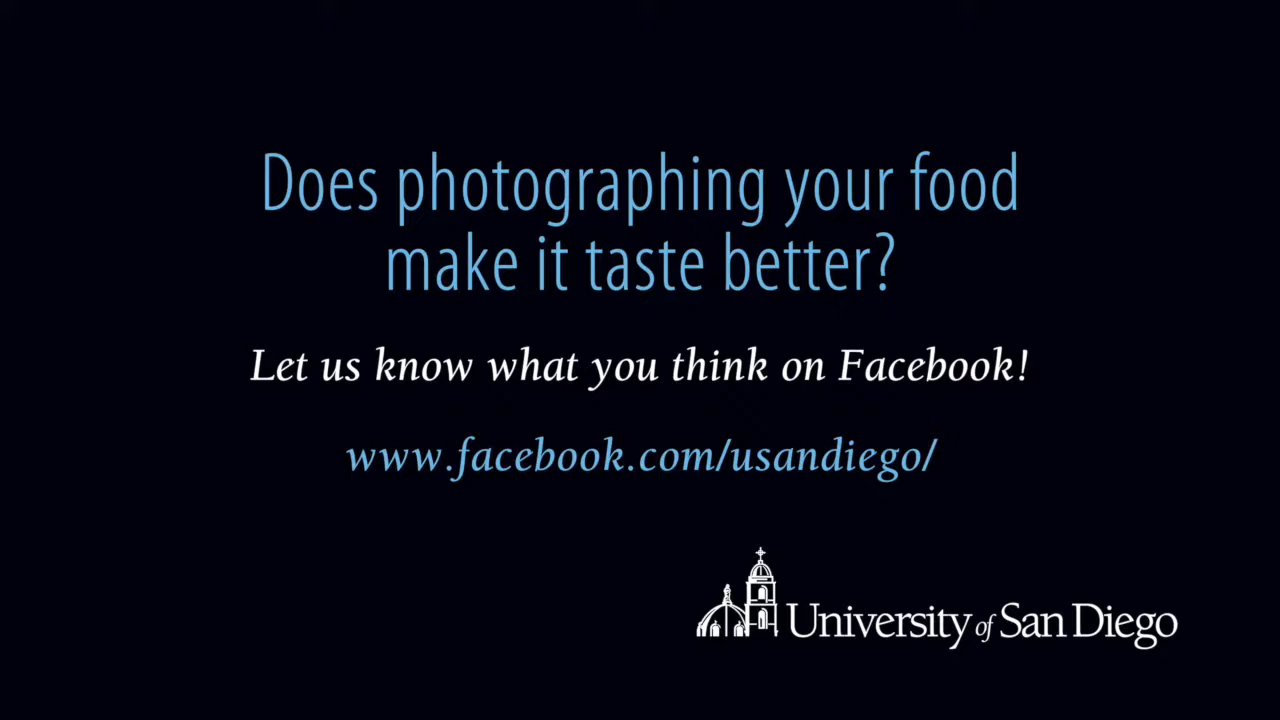 Does photographing your food
make it taste better?
Let us know what you think on Facebook!
www.facebook.com/usandiego/
University of San Diego